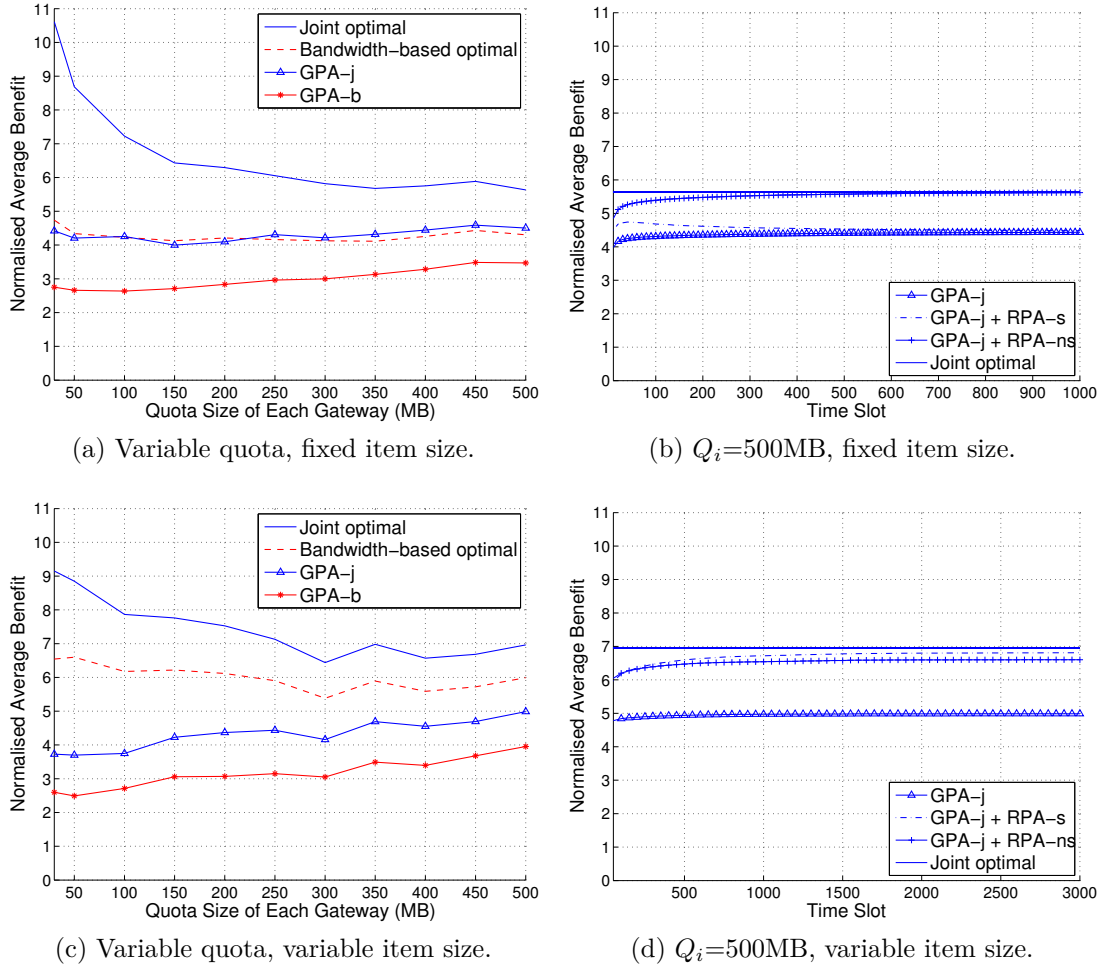 11
10
9
8
7
6
5
4
3
2
1
0
Normalised Average Benefit
Joint optimal
Bandwidth−based optimal
GPA−j
GPA−b
50 100 150 200 250 300 350 400 450 500
Quota Size of Each Gateway (MB)
(a) Variable quota, fixed item size.
11
10
9
8
7
6
5
4
3
2
1
0
Normalised Average Benefit
GPA−j
GPA−j + RPA−s
GPA−j + RPA−ns
Joint optimal
100 200 300 400 500 600 700 800 900 1000
Time Slot
(b) Qi=500MB, fixed item size.
11
10
9
8
7
6
5
4
3
2
1
0
Normalised Average Benefit
Joint optimal
Bandwidth−based optimal
GPA−j
GPA−b
50 100 150 200 250 300 350 400 450 500
Quota Size of Each Gateway (MB)
(c) Variable quota, variable item size.
11
10
9
8
7
6
5
4
3
2
1
0
Normalised Average Benefit
GPA−j
GPA−j + RPA−s
GPA−j + RPA−ns
Joint optimal
500 1000 1500 2000 2500 3000
Time Slot
(d) Qi=500MB, variable item size.